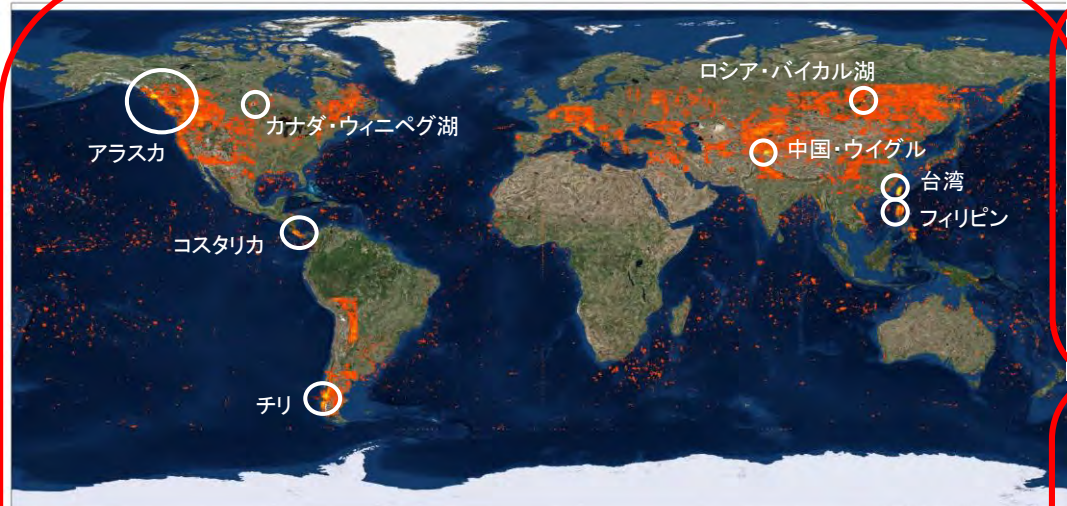 ロシア・バイカル湖
カナダ・ウィニペグ湖
アラスカ
中国・ウイグル
台湾
フィリピン
コスタリカ
チリ